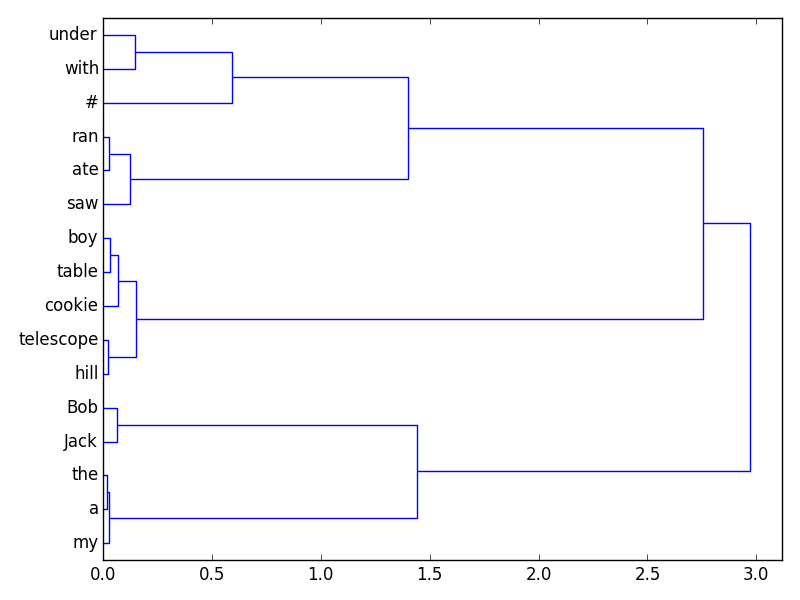 under
with
#
ran
ate
saw
boy
table
cookie
telescope
hill
Bob
Jack
the
a
my
0.0 0.5 1.0 1.5 2.0 2.5 3.0